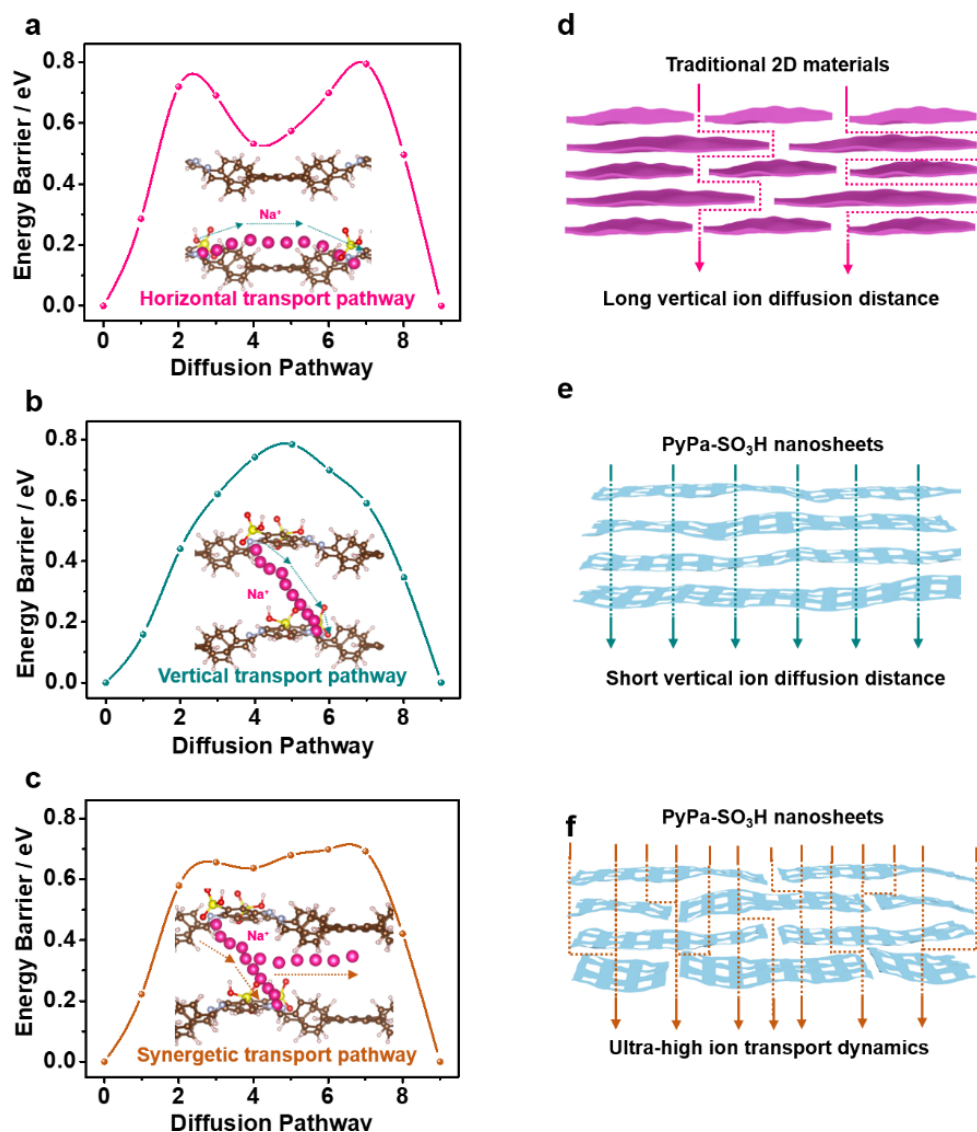 a
Energy Barrier / eV
0.8
0.6
0.4
0.2
0.0
Na⁺
Horizontal transport pathway
0 2 4 6 8
Diffusion Pathway
b
Energy Barrier / eV
0.8
0.6
0.4
0.2
0.0
Na⁺
Vertical transport pathway
0 2 4 6 8
Diffusion Pathway
c
Energy Barrier / eV
0.8
0.6
0.4
0.2
0.0
Na⁺
Synergetic transport pathway
0 2 4 6 8
Diffusion Pathway
d
Traditional 2D materials
Long vertical ion diffusion distance
e
PyPa-SO₃H nanosheets
Short vertical ion diffusion distance
f
PyPa-SO₃H nanosheets
Ultra-high ion transport dynamics